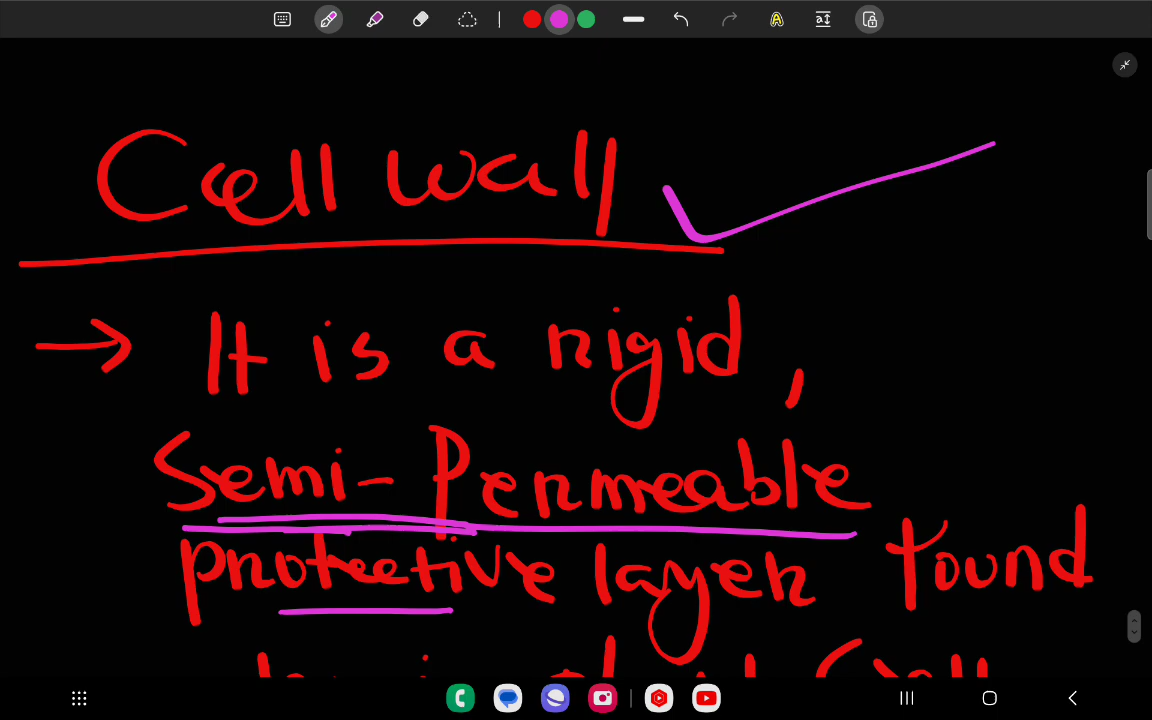 Cell wall
→ It is a rigid,
Semi-Permeable
protective layer found